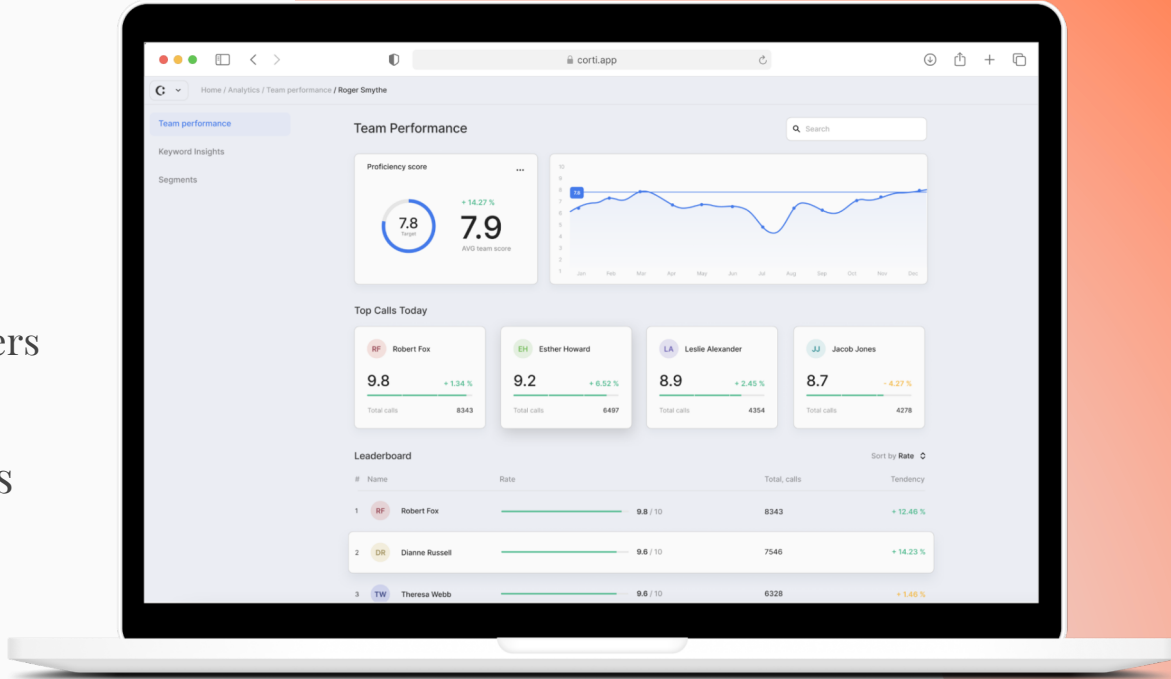 ers
s
corti.app
Home / Analytics / Team performance / Roger Smythe
Team performance
Keyword Insights
Segments
Team Performance
Search
Proficiency score
...
7.8
Target
+ 14.27 %
7.9
AVG team score
10
9
8
7
6
5
4
3
2
1
7.8
Jan Feb Mar Apr May Jun Jul Aug Sep Oct Nov Dec
Top Calls Today
RF Robert Fox
9.8 + 1.34 %
Total calls 8343
EH Esther Howard
9.2 + 6.52 %
Total calls 6497
LA Leslie Alexander
8.9 + 2.45 %
Total calls 4354
JJ Jacob Jones
8.7 - 4.27 %
Total calls 4278
Leaderboard
Sort by Rate
# Name Rate Total, calls Tendency
1 RF Robert Fox 9.8 / 10 8343 + 12.46 %
2 DR Dianne Russell 9.6 / 10 7546 + 14.23 %
3 TW Theresa Webb 9.6 / 10 6328 + 1.46 %